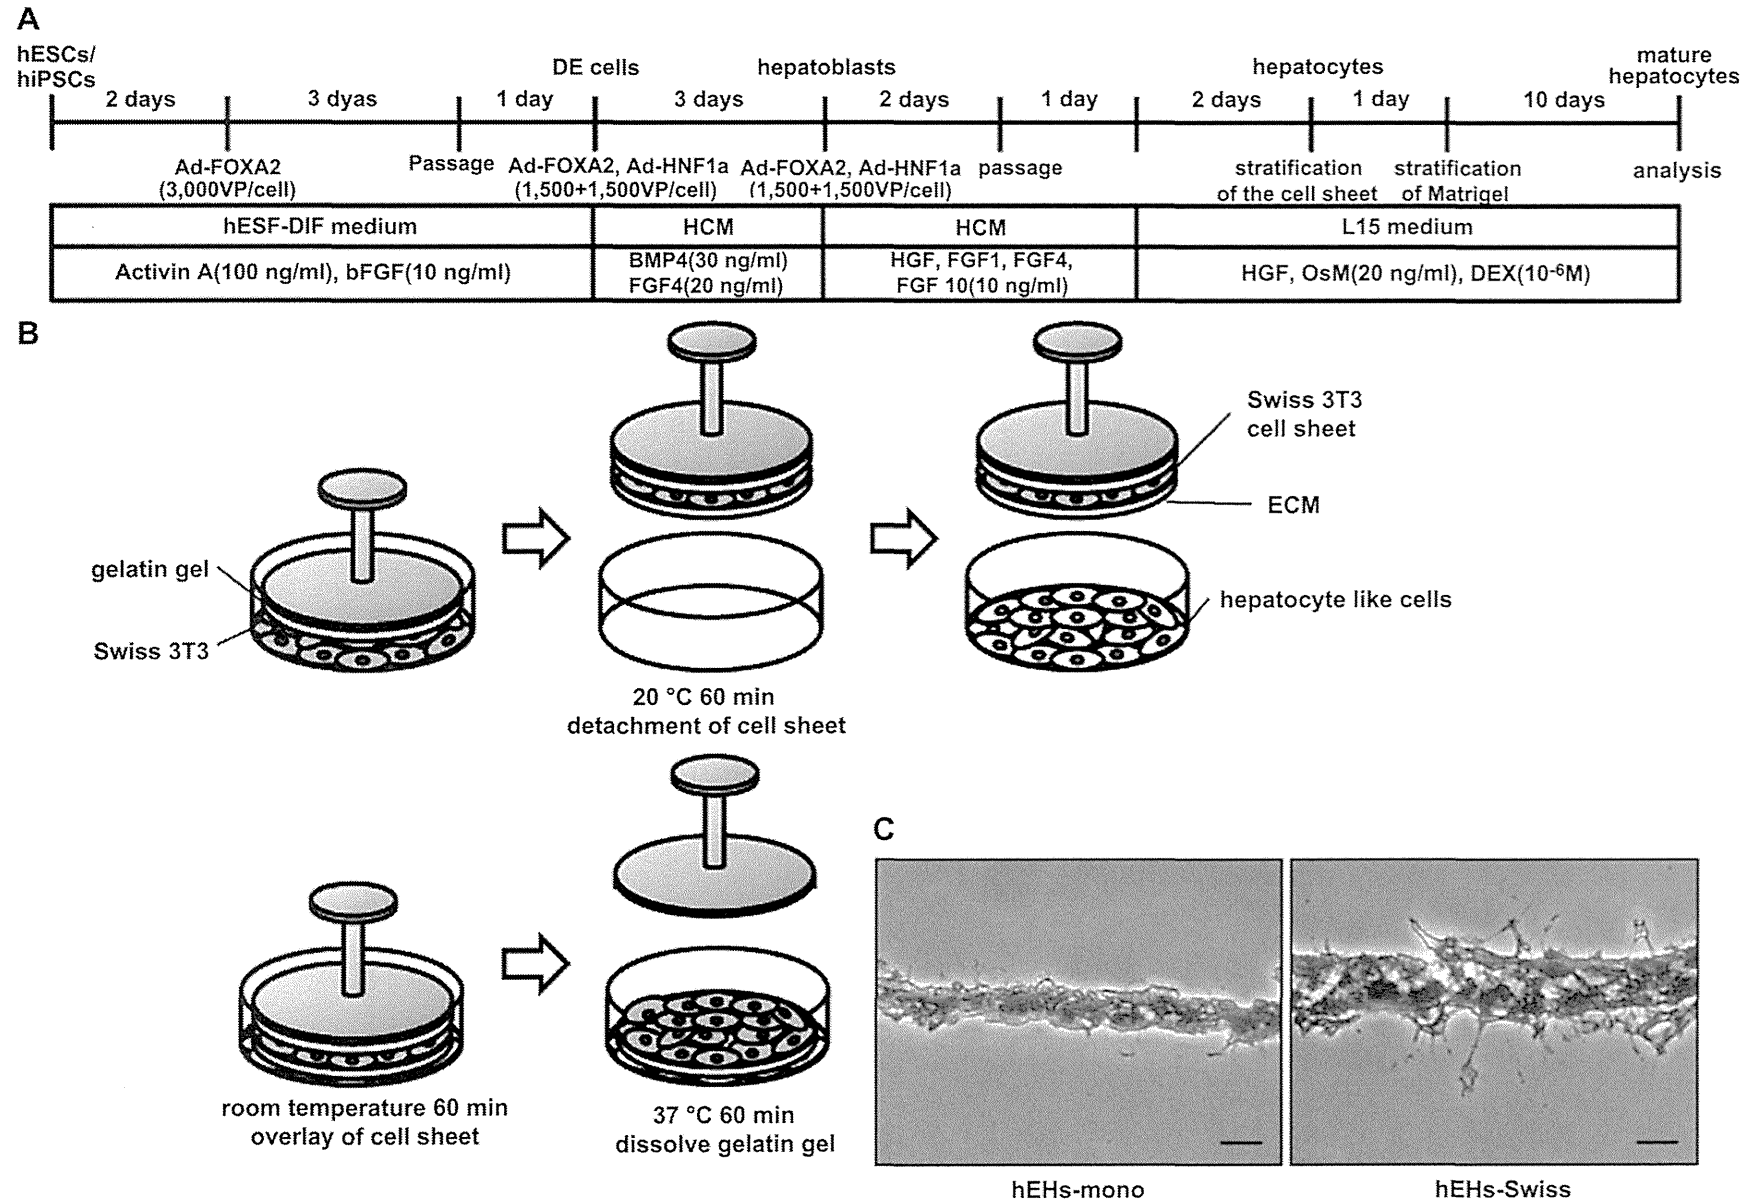 A
hESCs/
hiPSCs
DE cells
hepatoblasts
hepatocytes
mature
hepatocytes
2 days
3 dyas
1 day
3 days
2 days
1 day
2 days
1 day
10 days
Ad-FOXA2
(3,000VP/cell)
Passage
Ad-FOXA2, Ad-HNF1a
(1,500+1,500VP/cell)
Ad-FOXA2, Ad-HNF1a
(1,500+1,500VP/cell)
passage
stratification
of the cell sheet
stratification
of Matrigel
analysis
hESF-DIF medium
HCM
HCM
L15 medium
Activin A(100 ng/ml), bFGF(10 ng/ml)
BMP4(30 ng/ml)
FGF4(20 ng/ml)
HGF, FGF1, FGF4,
FGF 10(10 ng/ml)
HGF, OsM(20 ng/ml), DEX(10⁻⁶M)
B
gelatin gel
Swiss 3T3
20 °C 60 min
detachment of cell sheet
Swiss 3T3
cell sheet
ECM
hepatocyte like cells
room temperature 60 min
overlay of cell sheet
37 °C 60 min
dissolve gelatin gel
C
hEHs-mono
hEHs-Swiss